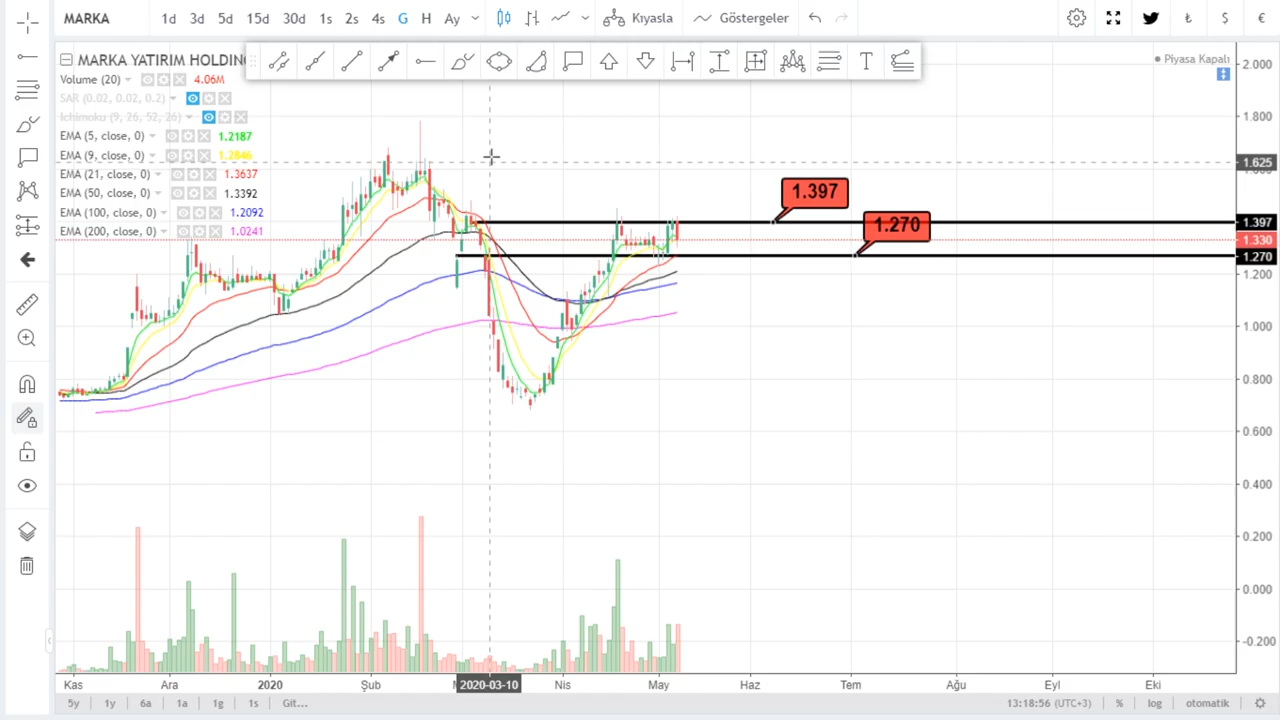 MARKA 1d 3d 5d 15d 30d 1s 2s 4s G H Ay Kıyasla Göstergeler ₺ $ €
MARKA YATIRIM HOLDING
Piyasa Kapalı
Volume (20) 4.06M
SAR (0.02, 0.02, 0.2)
Ichimoku (9, 26, 52, 26)
EMA (5, close, 0) 1.2187
EMA (9, close, 0) 1.2846
EMA (21, close, 0) 1.3637
EMA (50, close, 0) 1.3392
EMA (100, close, 0) 1.2092
EMA (200, close, 0) 1.0241
T
1.397
1.270
2.000
1.800
1.625
1.397
1.330
1.270
1.200
1.000
0.800
0.600
0.400
0.200
0.000
-0.200
Kas Ara 2020 Şub 2020-03-10 Nis May Haz Tem Ağu Eyl Eki
5y 1y 6a 1a 1g 1s Git... 13:18:56 (UTC+3) % log otomatik